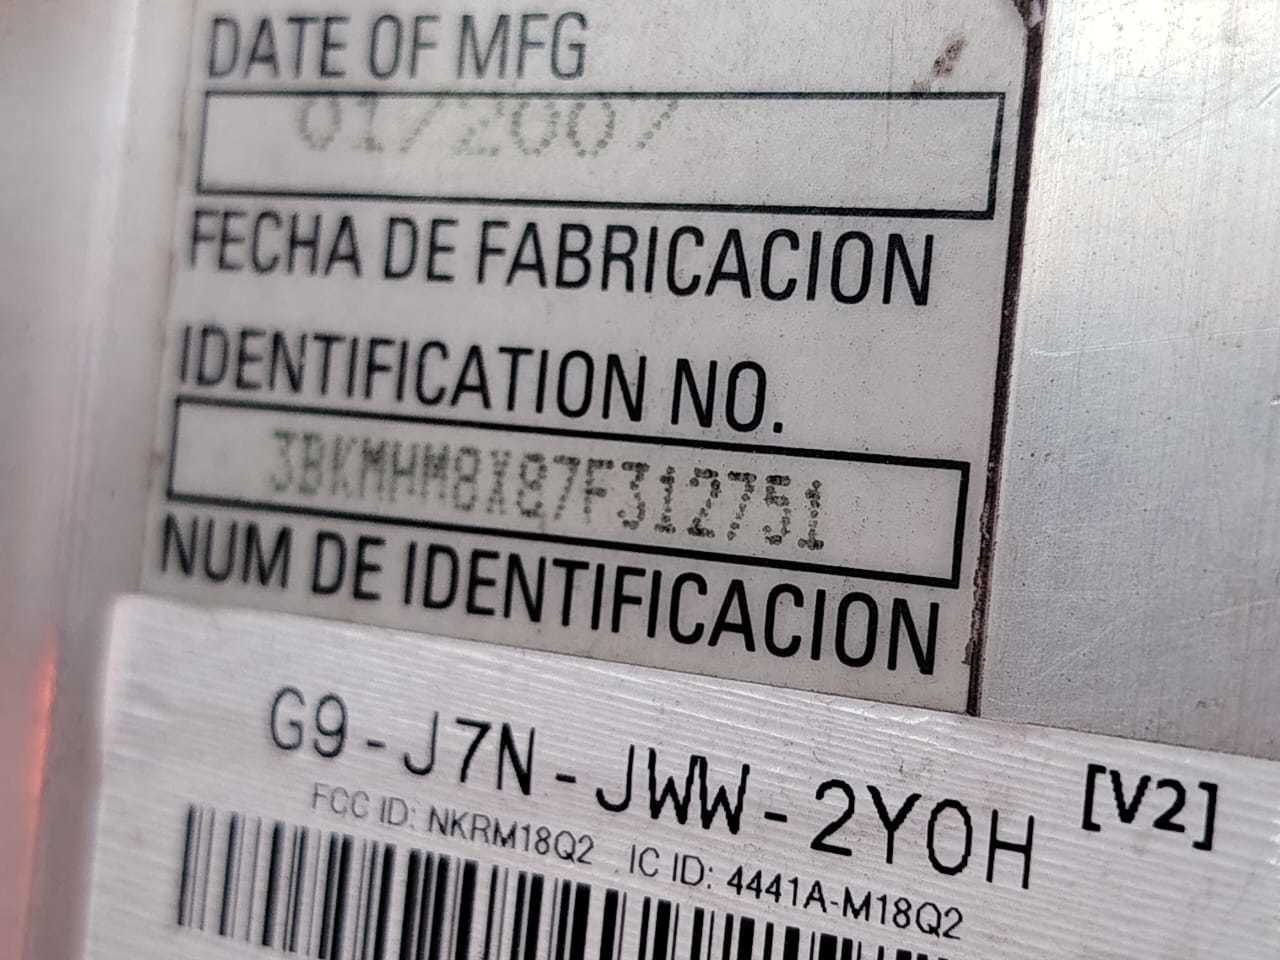 DATE OF MFG
01/2007
FECHA DE FABRICACION
IDENTIFICATION NO.
3BKMHM8X87F312751
NUM DE IDENTIFICACION
G9-J7N-JWW-2Y0H [V2]
FCC ID: NKRM18Q2 IC ID: 4441A-M18Q2